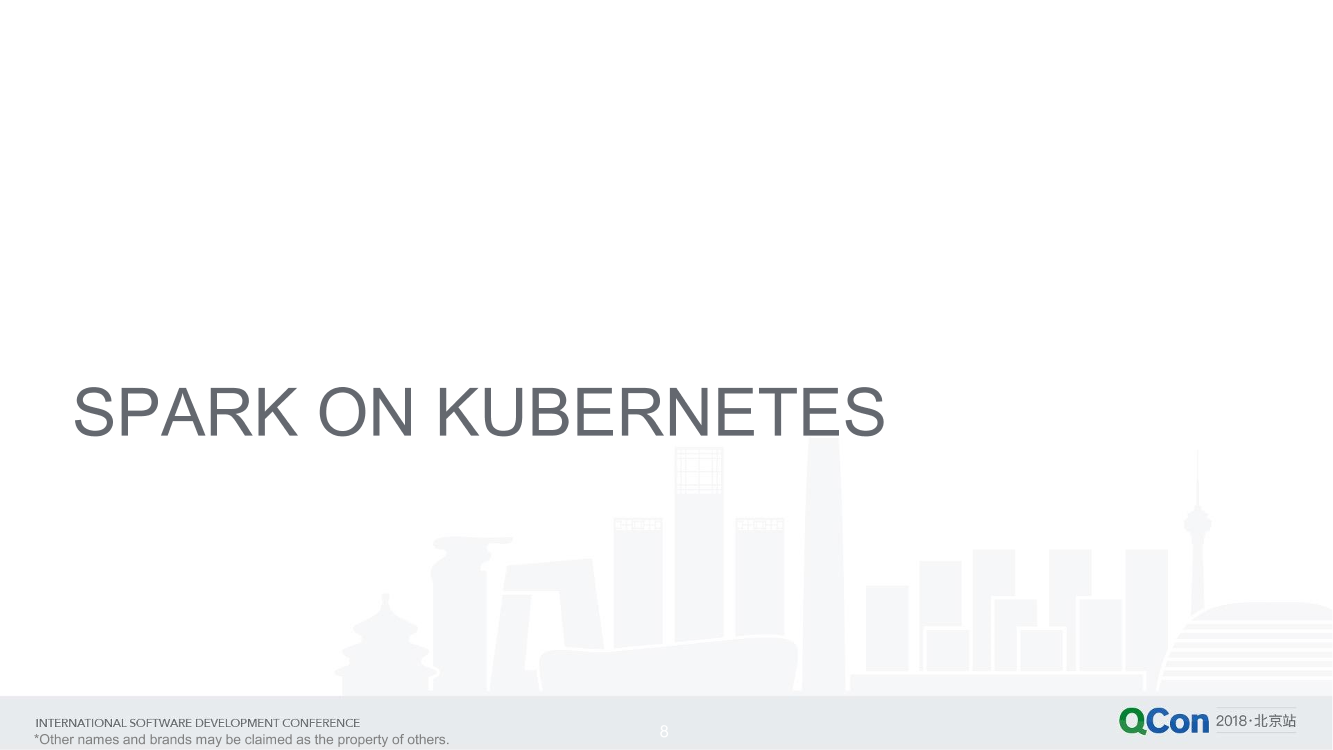 SPARK ON KUBERNETES
INTERNATIONAL SOFTWARE DEVELOPMENT CONFERENCE
*Other names and brands may be claimed as the property of others.
8
QCon 2018·北京站